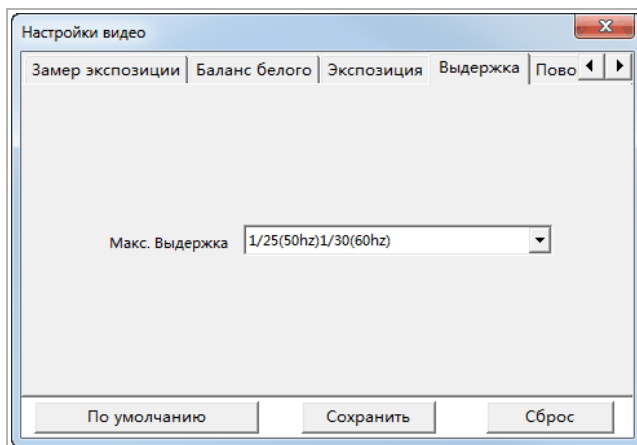 Настройки видео
Замер экспозиции Баланс белого Экспозиция Выдержка Пово
Макс. Выдержка 1/25(50hz)1/30(60hz)
По умолчанию Сохранить Сброс